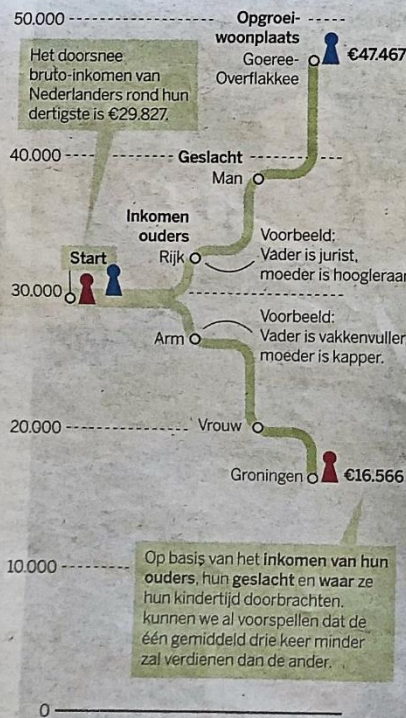 50.000
Opgroei-
woonplaats
Goeree-
Overflakkee
€47.467
Het doorsnee
bruto-inkomen van
Nederlanders rond hun
dertigste is €29.827.
40.000
Geslacht
Man
Inkomen
ouders
Rijk
Voorbeeld:
Vader is jurist,
moeder is hoogleraar
Start
30.000
Voorbeeld:
Vader is vakkenvuller
moeder is kapper.
Arm
20.000
Vrouw
Groningen
€16.566
10.000
Op basis van het inkomen van hun
ouders, hun geslacht en waar ze
hun kindertijd doorbrachten,
kunnen we al voorspellen dat de
één gemiddeld drie keer minder
zal verdienen dan de ander.
0